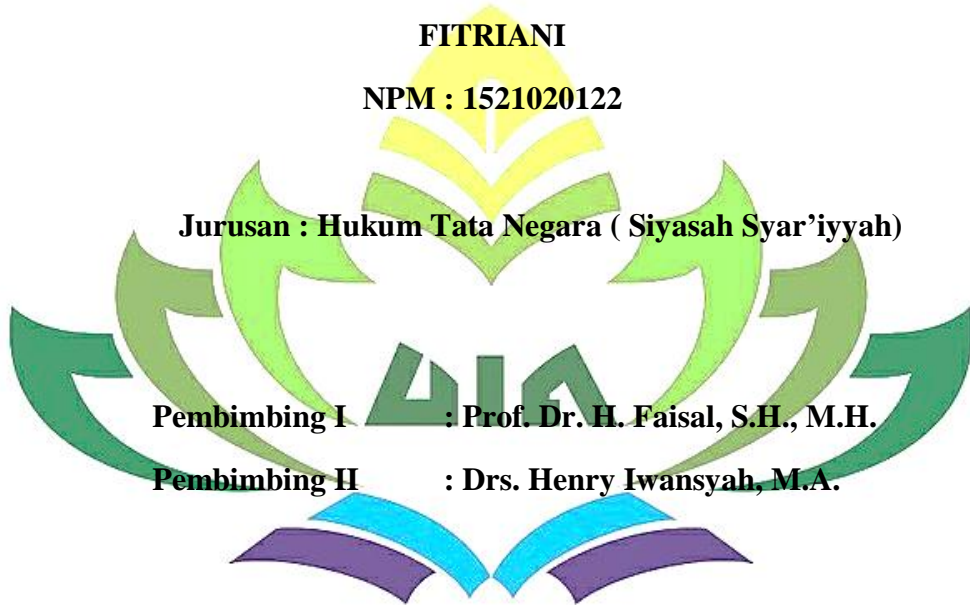 FITRIANI
NPM : 1521020122
Jurusan : Hukum Tata Negara ( Siyasah Syar’iyyah)
UIN
Pembimbing I : Prof. Dr. H. Faisal, S.H., M.H.
Pembimbing II : Drs. Henry Iwansyah, M.A.